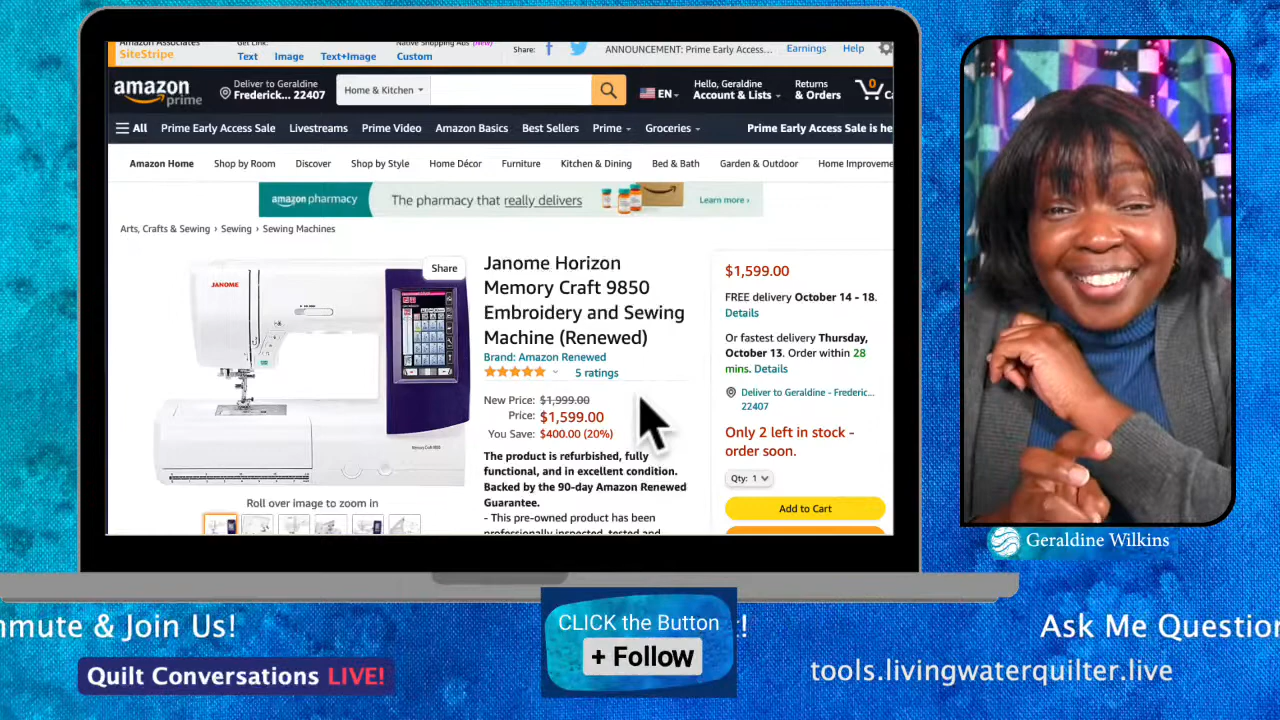 Amazon Associates
SiteStripe
Get Link:
Text
Image
Text+Image
Native Shopping Ads (New)
Custom
Share:
ANNOUNCEMENT: Prime Early Access...
Earnings
Help
amazon
prime
Deliver to Geraldine
Frederick... 22407
Home & Kitchen
EN
Hello, Geraldine
Account & Lists
Returns
& Orders
0
All
Prime Early Access Sale
Livestreams
Prime Video
Amazon Basics
Best Sellers
Prime
Groceries
Prime Early Access Sale is he
Amazon Home
Shop by Room
Discover
Shop by Style
Home Décor
Furniture
Kitchen & Dining
Bed & Bath
Garden & Outdoor
Home Improveme
amazon pharmacy
The pharmacy that really delivers
Learn more ›
Arts, Crafts & Sewing › Sewing › Sewing Machines
JANOME
Share
Memory Craft 9850
Roll over image to zoom in
Janome Horizon
Memory Craft 9850
Embroidery and Sewing
Machine (Renewed)
Brand: Amazon Renewed
5 ratings
New Price: $1,999.00
Price: $1,599.00
You Save: $400.00 (20%)
The product is refurbished, fully
functional, and in excellent condition.
Backed by the 90-day Amazon Renewed
Guarantee.
- This pre-owned product has been
professionally inspected, tested and
$1,599.00
FREE delivery October 14 - 18.
Details
Or fastest delivery Thursday,
October 13. Order within 28
mins. Details
Deliver to Geraldine - Frederic...
22407
Only 2 left in stock -
order soon.
Qty: 1
Add to Cart
Geraldine Wilkins
mute & Join Us!
CLICK the Button
+ Follow
Ask Me Question
Quilt Conversations LIVE!
tools.livingwaterquilter.live